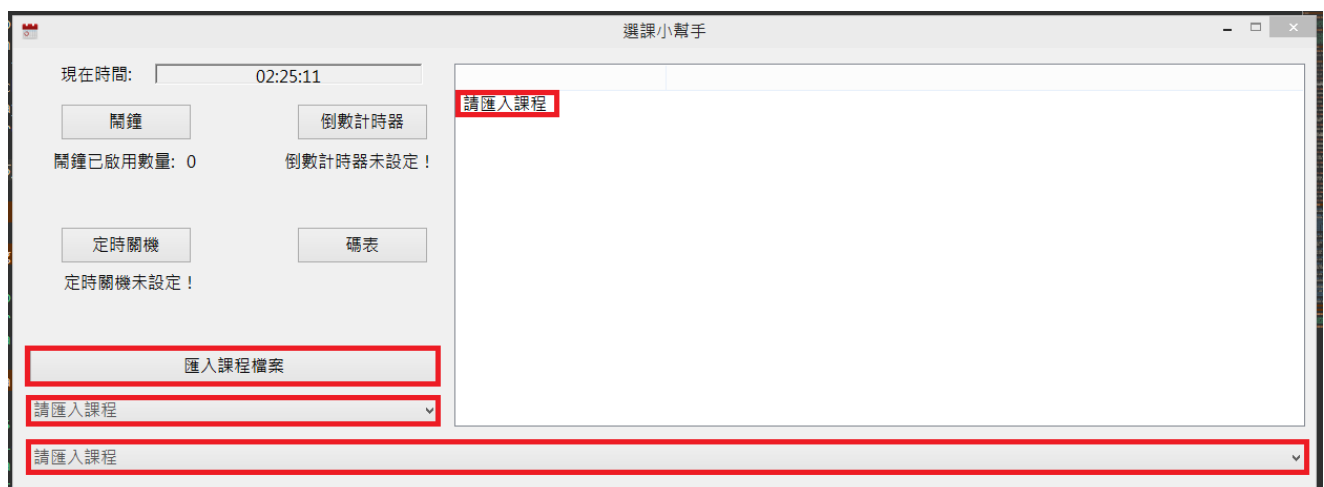 選課小幫手
現在時間: 02:25:11
鬧鐘 倒數計時器
鬧鐘已啟用數量: 0 倒數計時器未設定！
定時關機 碼表
定時關機未設定！
匯入課程檔案
請匯入課程
請匯入課程
請匯入課程